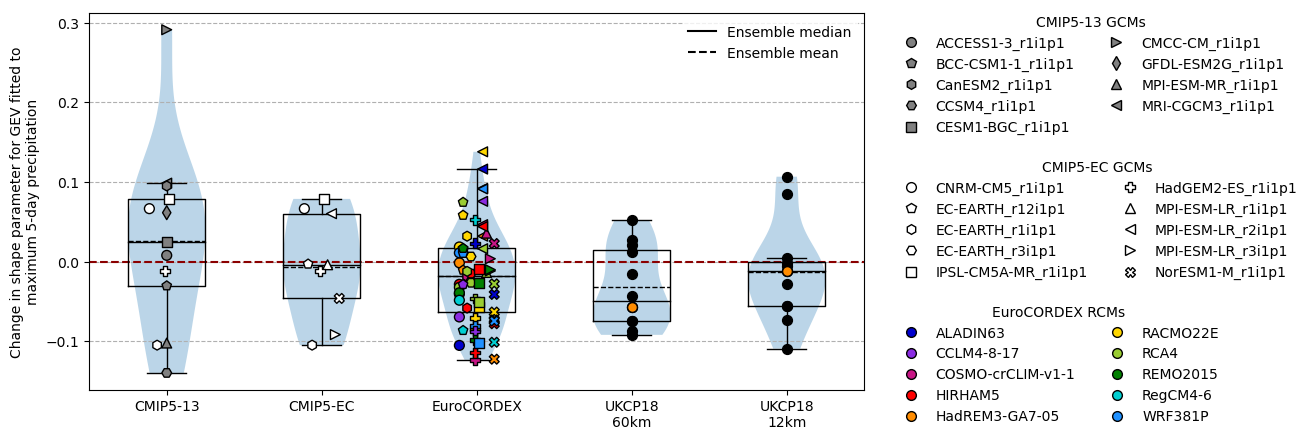 Change in shape parameter for GEV fitted to
maximum 5-day precipitation
0.3
0.2
0.1
0.0
−0.1
Ensemble median
Ensemble mean
CMIP5-13
CMIP5-EC
EuroCORDEX
UKCP18
60km
UKCP18
12km
CMIP5-13 GCMs
ACCESS1-3_r1i1p1
BCC-CSM1-1_r1i1p1
CanESM2_r1i1p1
CCSM4_r1i1p1
CESM1-BGC_r1i1p1
CMCC-CM_r1i1p1
GFDL-ESM2G_r1i1p1
MPI-ESM-MR_r1i1p1
MRI-CGCM3_r1i1p1
CMIP5-EC GCMs
CNRM-CM5_r1i1p1
EC-EARTH_r12i1p1
EC-EARTH_r1i1p1
EC-EARTH_r3i1p1
IPSL-CM5A-MR_r1i1p1
HadGEM2-ES_r1i1p1
MPI-ESM-LR_r1i1p1
MPI-ESM-LR_r2i1p1
MPI-ESM-LR_r3i1p1
NorESM1-M_r1i1p1
EuroCORDEX RCMs
ALADIN63
CCLM4-8-17
COSMO-crCLIM-v1-1
HIRHAM5
HadREM3-GA7-05
RACMO22E
RCA4
REMO2015
RegCM4-6
WRF381P